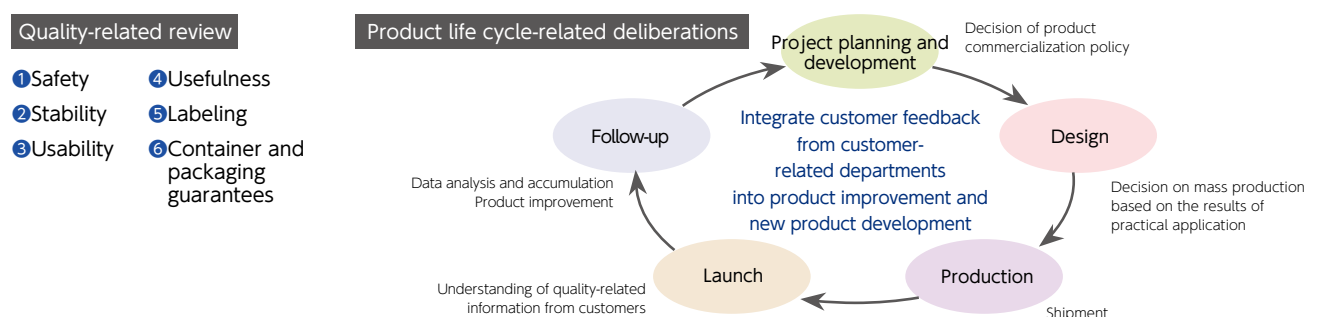 Quality-related review
❶Safety
❷Stability
❸Usability
❹Usefulness
❺Labeling
❻Container and
packaging
guarantees
Product life cycle-related deliberations
Project planning and
development
Decision of product
commercialization policy
Design
Decision on mass production
based on the results of
practical application
Production
Shipment
Launch
Understanding of quality-related
information from customers
Follow-up
Data analysis and accumulation
Product improvement
Integrate customer feedback
from customer-
related departments
into product improvement and
new product development